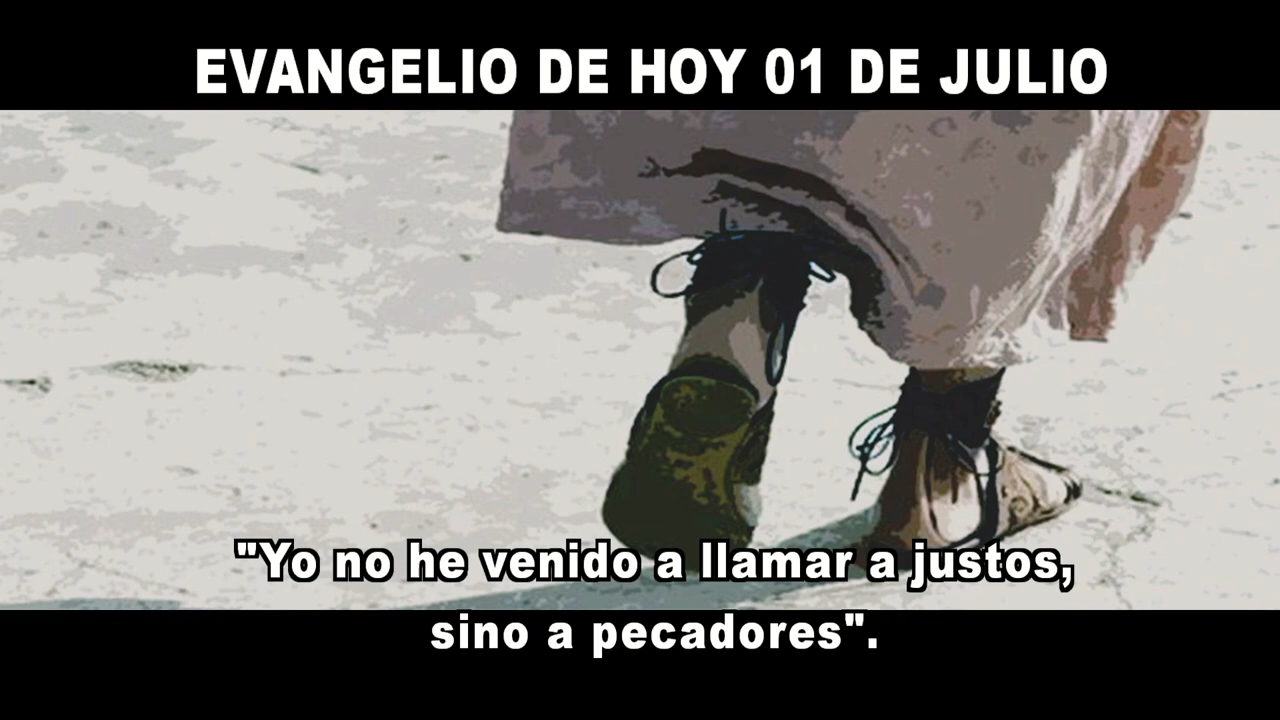 EVANGELIO DE HOY 01 DE JULIO
"Yo no he venido a llamar a justos,
sino a pecadores".